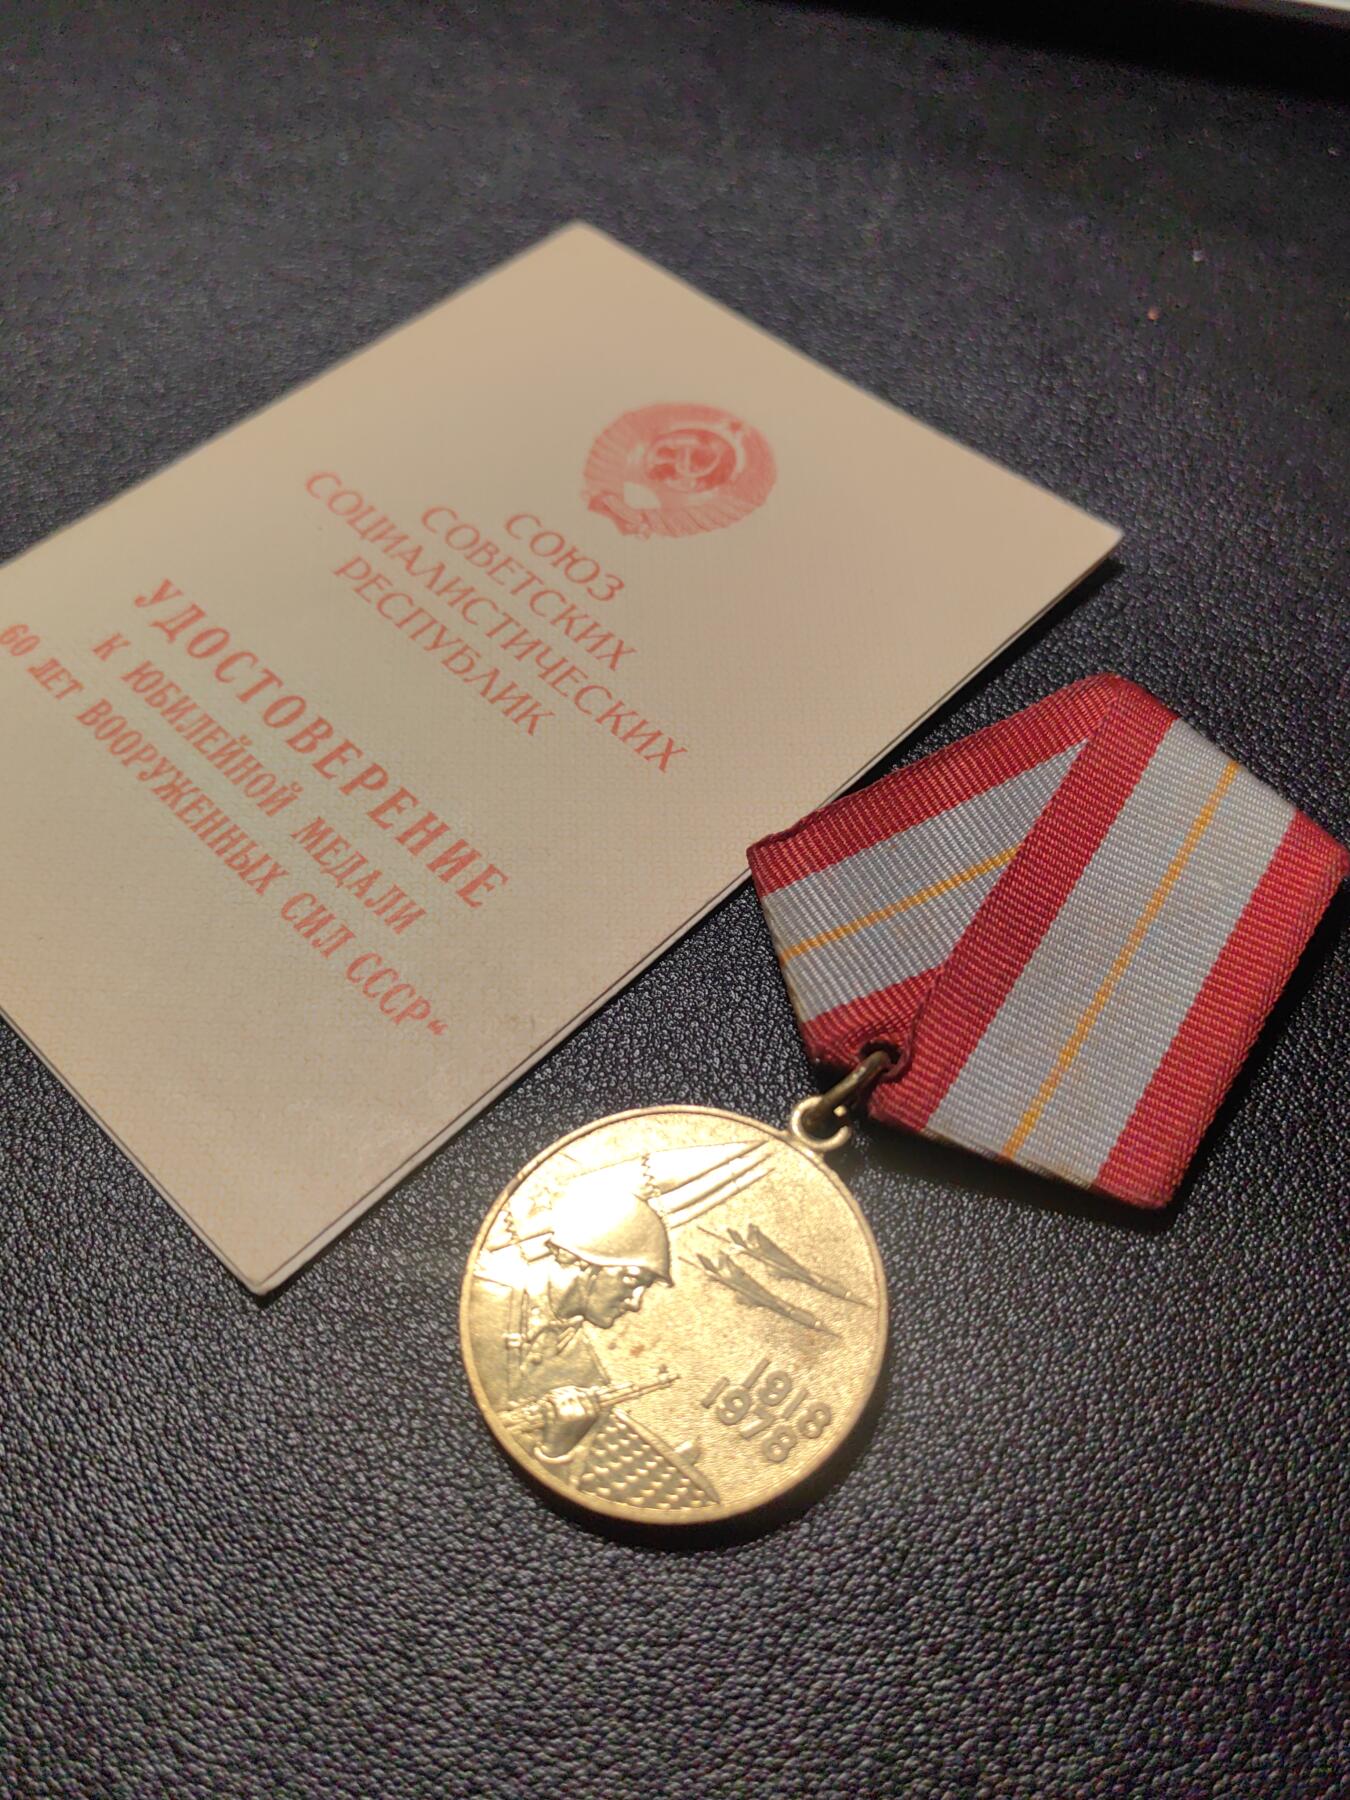 СОЮЗ
СОВЕТСКИХ
СОЦИАЛИСТИЧЕСКИХ
РЕСПУБЛИК
УДОСТОВЕРЕНИЕ
К ЮБИЛЕЙНОЙ МЕДАЛИ
60 ЛЕТ ВООРУЖЕННЫХ СИЛ СССР“
1918
1978